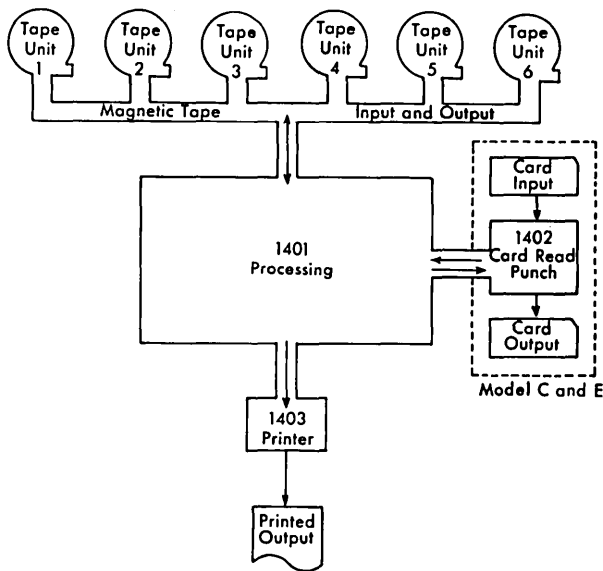 Tape
Unit
1
Tape
Unit
2
Tape
Unit
3
Tape
Unit
4
Tape
Unit
5
Tape
Unit
6
Magnetic Tape
Input and Output
Card
Input
1401
Processing
1402
Card Read
Punch
Card
Output
Model C and E
1403
Printer
Printed
Output